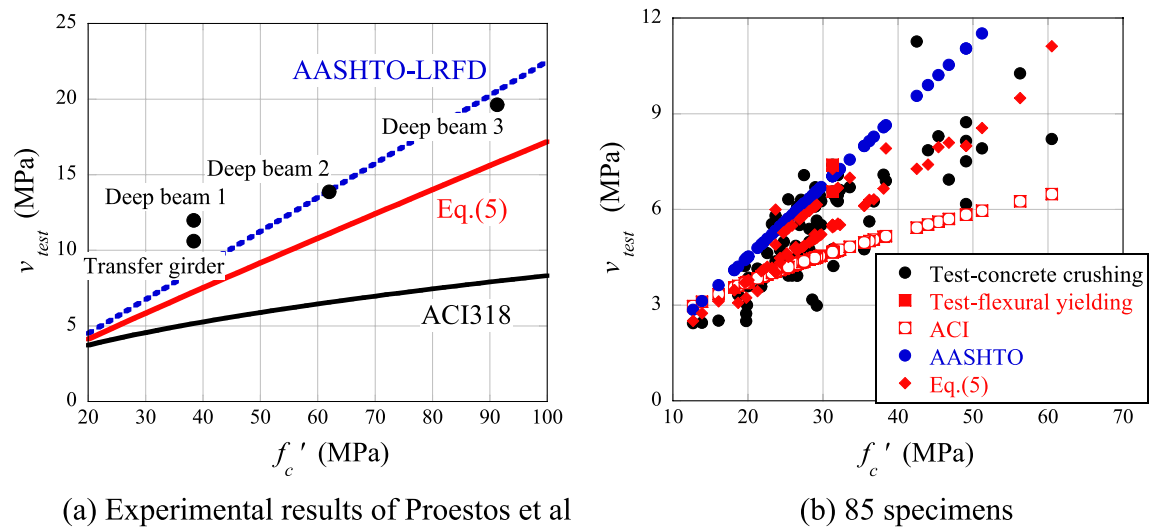 25
20
15
10
5
0
v test (MPa)
AASHTO-LRFD
Deep beam 3
Deep beam 2
Deep beam 1
Eq.(5)
Transfer girder
ACI318
20 30 40 50 60 70 80 90 100
f c ′ (MPa)
(a) Experimental results of Proestos et al
12
9
6
3
0
v test (MPa)
Test-concrete crushing
Test-flexural yielding
ACI
AASHTO
Eq.(5)
10 20 30 40 50 60 70
f c ′ (MPa)
(b) 85 specimens